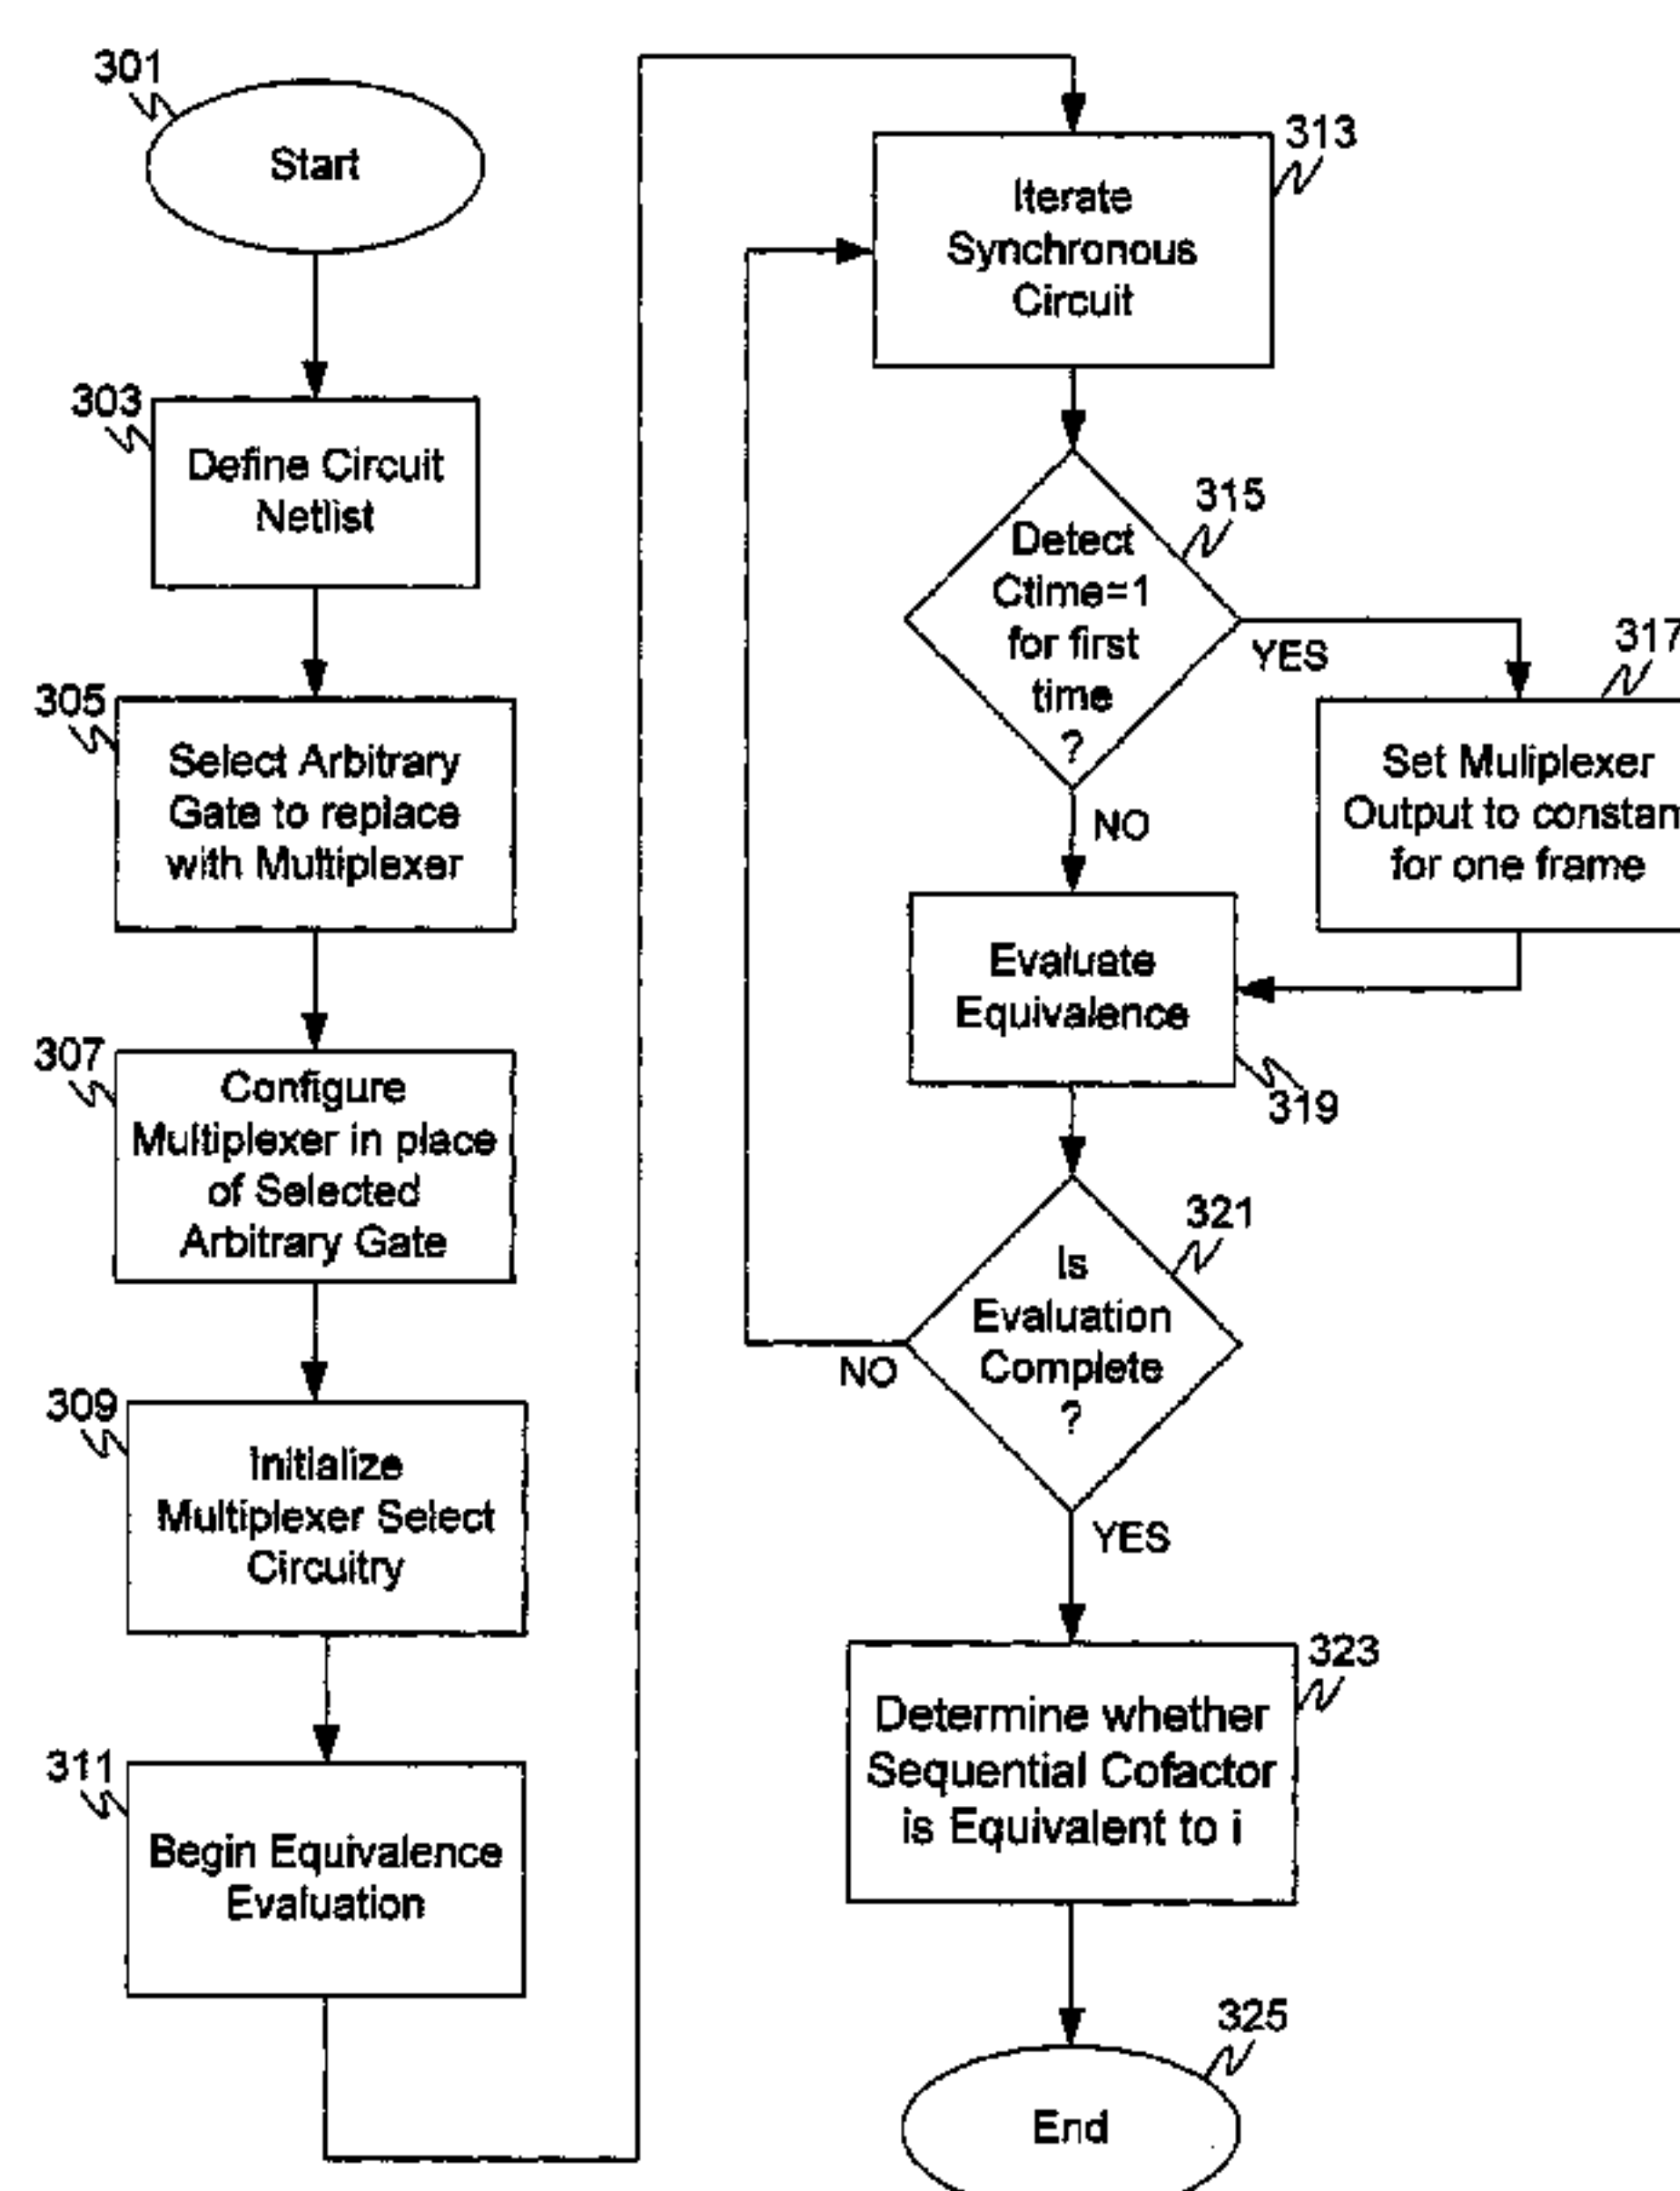 301
Start
303
Define Circuit
Netlist
305
Select Arbitrary
Gate to replace
with Multiplexer
307
Configure
Multiplexer in place
of Selected
Arbitrary Gate
309
Initialize
Multiplexer Select
Circuitry
311
Begin Equivalence
Evaluation
313
Iterate
Synchronous
Circuit
315
Detect
Ctime=1
for first
time
?
YES
NO
317
Set Muliplexer
Output to constan
for one frame
Evaluate
Equivalence
319
321
Is
Evaluation
Complete
?
NO
YES
323
Determine whether
Sequential Cofactor
is Equivalent to i
325
End